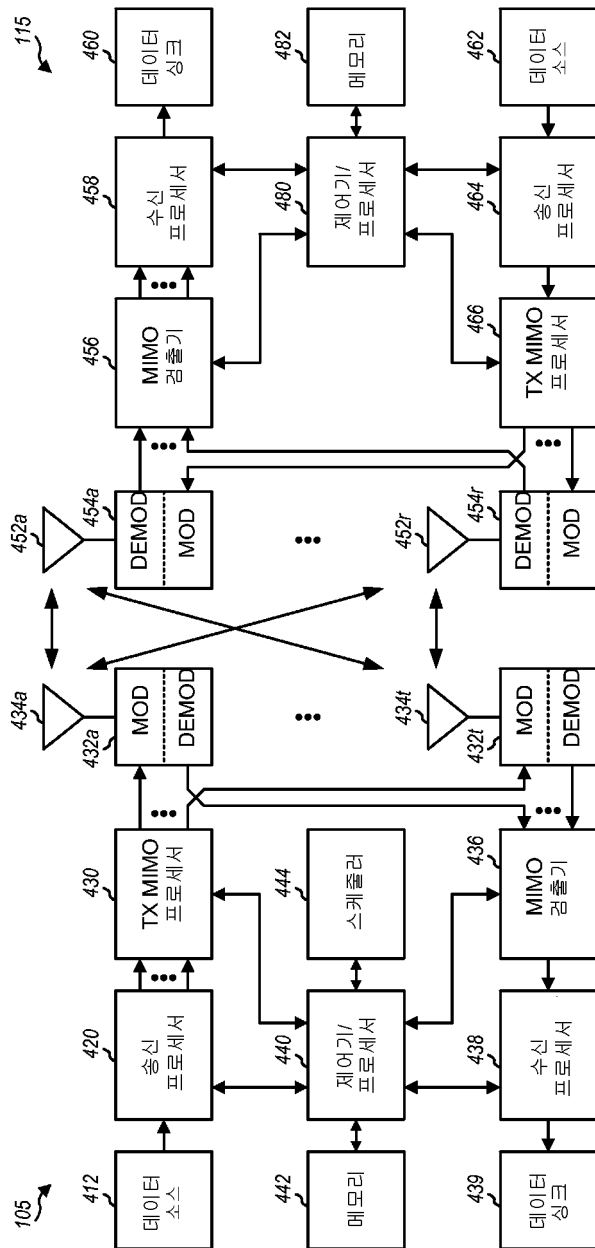 105
412
데이터
소스
420
송신
프로세서
430
TX MIMO
프로세서
434a
432a
MOD
DEMOD
442
메모리
440
제어기/
프로세서
444
스케줄러
439
데이터
싱크
438
수신
프로세서
436
MIMO
검출기
434t
432t
MOD
DEMOD
115
452a
454a
DEMOD
MOD
456
MIMO
검출기
458
수신
프로세서
460
데이터
싱크
480
제어기/
프로세서
482
메모리
452r
454r
DEMOD
MOD
466
TX MIMO
프로세서
464
송신
프로세서
462
데이터
소스